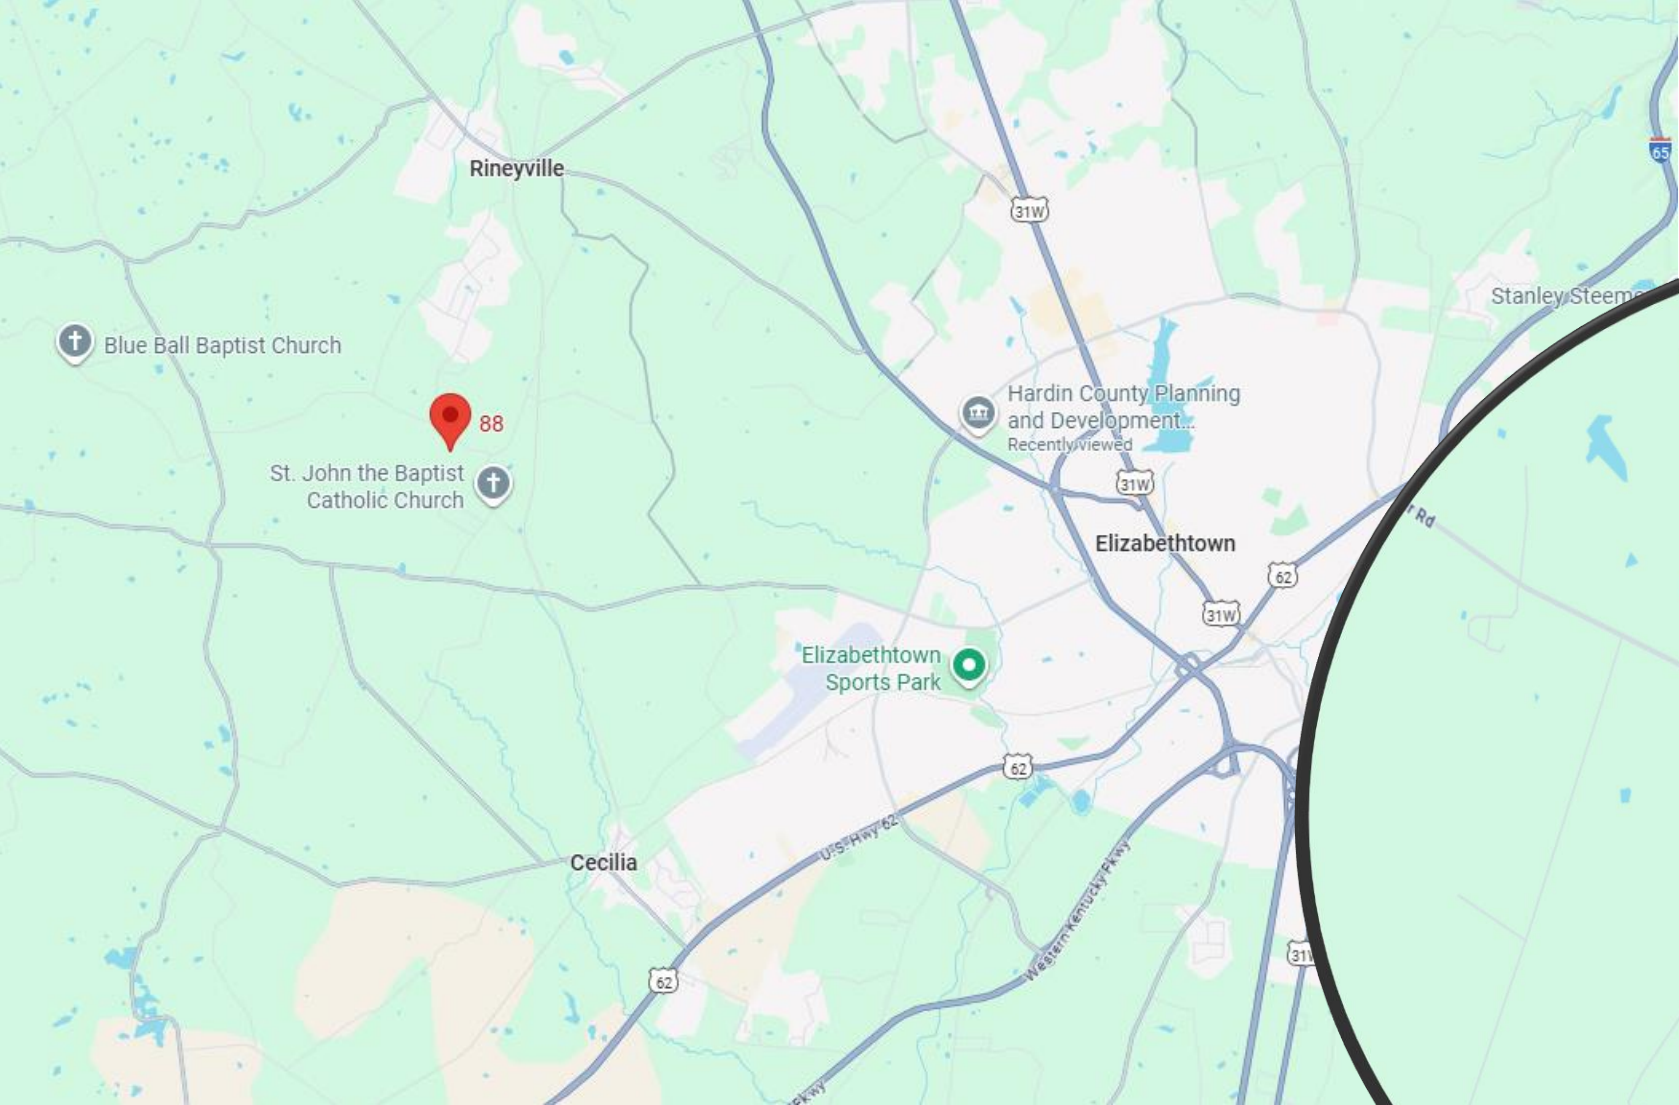 Rineyville
31W
65
Stanley Steeme
Blue Ball Baptist Church
88
St. John the Baptist
Catholic Church
Hardin County Planning
and Development...
Recently viewed
31W
r Rd
Elizabethtown
62
31W
Elizabethtown
Sports Park
62
U.S. Hwy 62
Cecilia
Western Kentucky Pkwy
31W
62
Pkwy